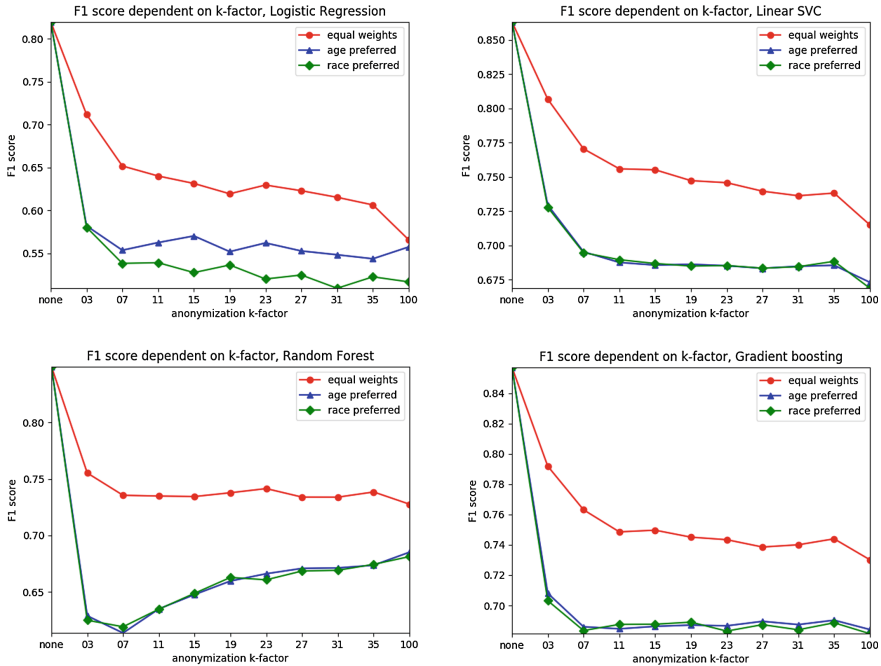 F1 score dependent on k-factor, Logistic Regression
equal weights
age preferred
race preferred
F1 score
0.80
0.75
0.70
0.65
0.60
0.55
none 03 07 11 15 19 23 27 31 35 100
anonymization k-factor
F1 score dependent on k-factor, Linear SVC
equal weights
age preferred
race preferred
F1 score
0.850
0.825
0.800
0.775
0.750
0.725
0.700
0.675
none 03 07 11 15 19 23 27 31 35 100
anonymization k-factor
F1 score dependent on k-factor, Random Forest
equal weights
age preferred
race preferred
F1 score
0.80
0.75
0.70
0.65
none 03 07 11 15 19 23 27 31 35 100
anonymization k-factor
F1 score dependent on k-factor, Gradient boosting
equal weights
age preferred
race preferred
F1 score
0.84
0.82
0.80
0.78
0.76
0.74
0.72
0.70
none 03 07 11 15 19 23 27 31 35 100
anonymization k-factor